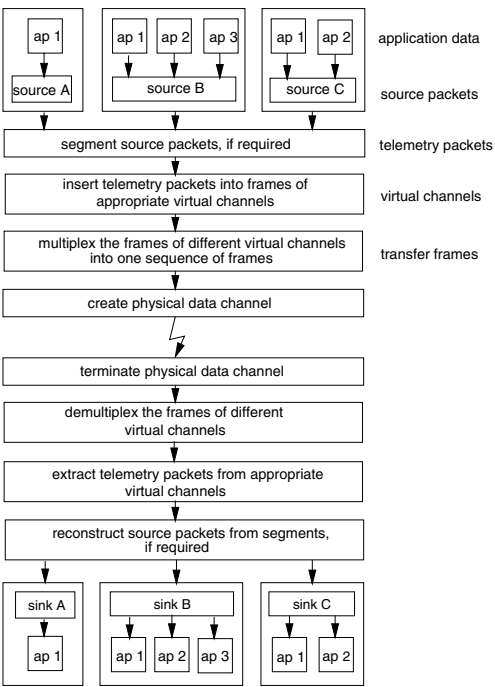 ap 1
ap 1 ap 2 ap 3
ap 1 ap 2
application data
source A
source B
source C
source packets
segment source packets, if required
telemetry packets
insert telemetry packets into frames of
appropriate virtual channels
virtual channels
multiplex the frames of different virtual channels
into one sequence of frames
transfer frames
create physical data channel
terminate physical data channel
demultiplex the frames of different
virtual channels
extract telemetry packets from appropriate
virtual channels
reconstruct source packets from segments,
if required
sink A
sink B
sink C
ap 1
ap 1 ap 2 ap 3
ap 1 ap 2